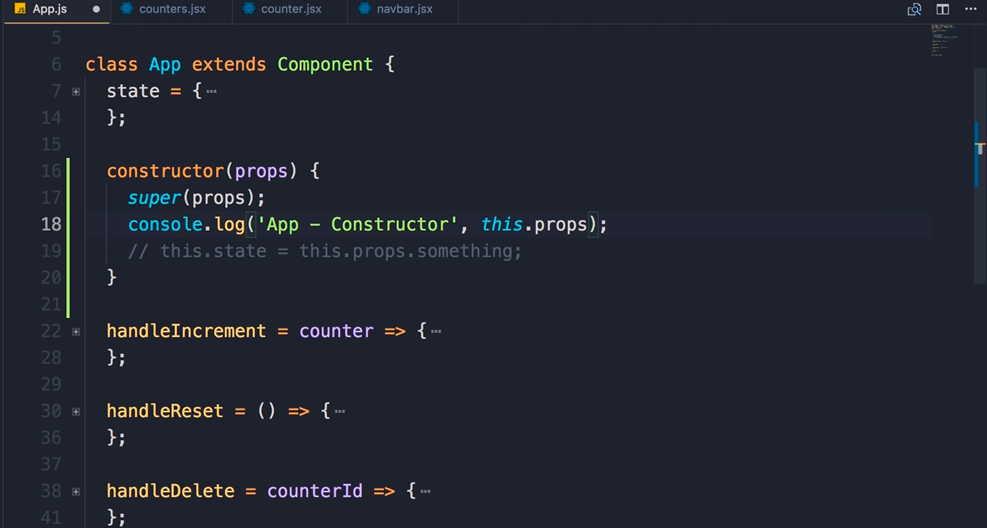 JS App.js ● counters.jsx counter.jsx navbar.jsx ···
5
6 class App extends Component {
7 state = {···
14 };
15
16 constructor(props) {
17 super(props);
18 console.log('App - Constructor', this.props);
19 // this.state = this.props.something;
20 }
21
22 handleIncrement = counter => {···
28 };
29
30 handleReset = () => {···
36 };
37
38 handleDelete = counterId => {···
41 };